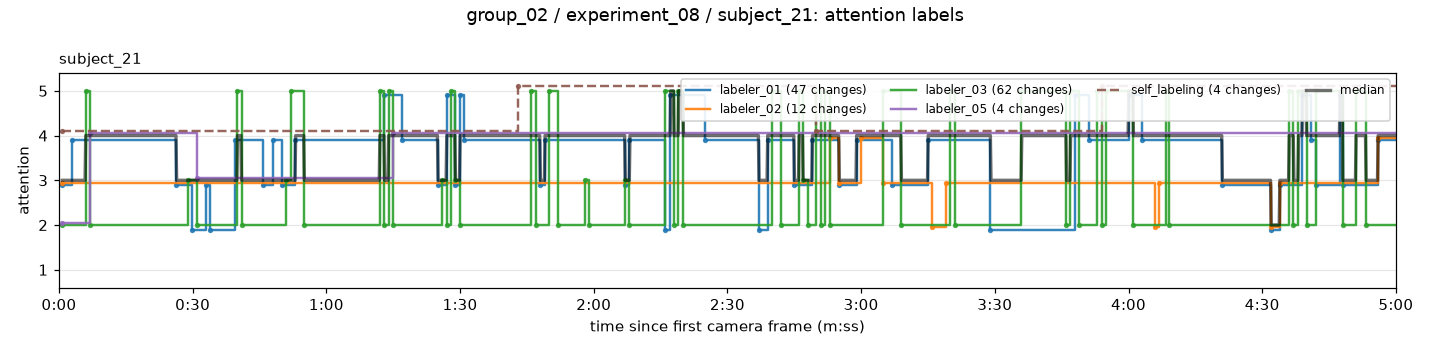 group_02 / experiment_08 / subject_21: attention labels
subject_21
labeler_01 (47 changes)
labeler_02 (12 changes)
labeler_03 (62 changes)
labeler_05 (4 changes)
self_labeling (4 changes)
median
attention
5
4
3
2
1
0:00 0:30 1:00 1:30 2:00 2:30 3:00 3:30 4:00 4:30 5:00
time since first camera frame (m:ss)